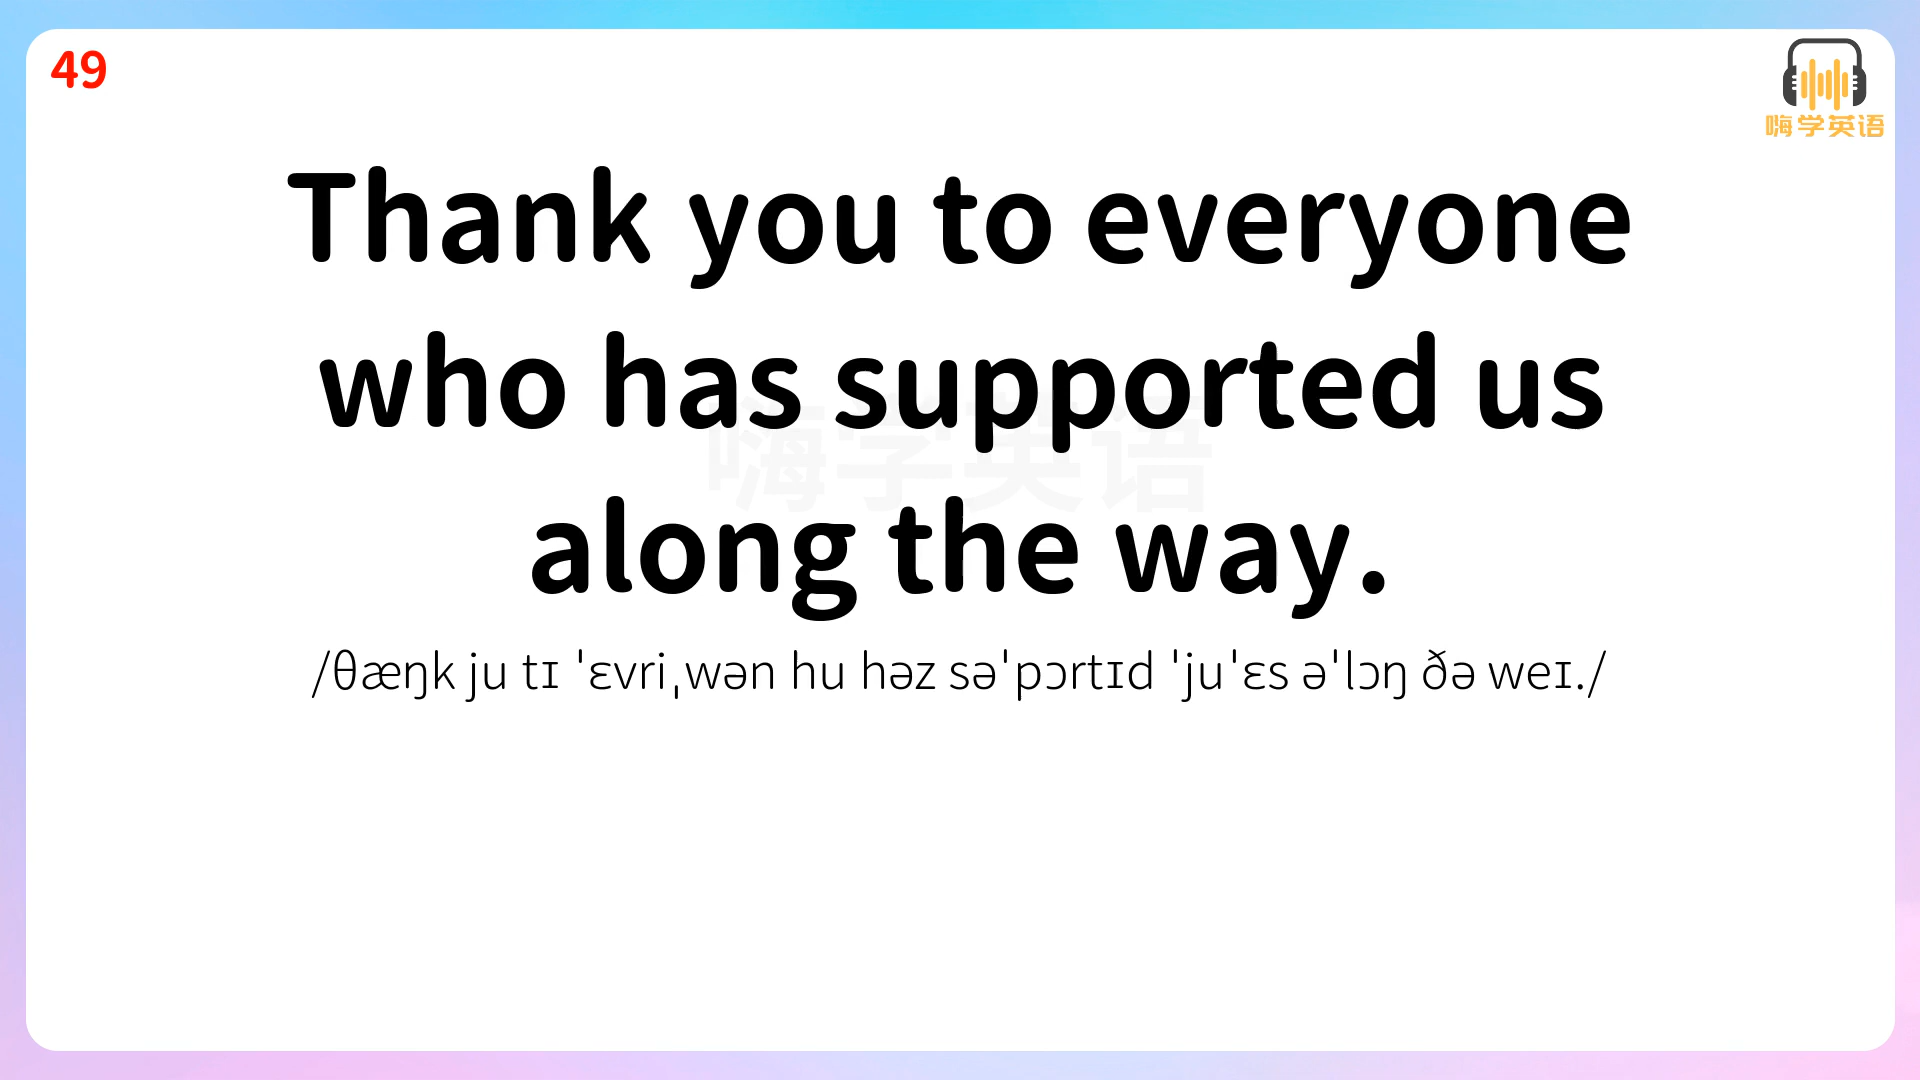 49
嗨学英语
Thank you to everyone
who has supported us
嗨学英语
along the way.
/θæŋk ju tɪ ˈɛvriˌwən hu həz səˈpɔrtɪd ˈjuˈɛs əˈlɔŋ ðə weɪ./